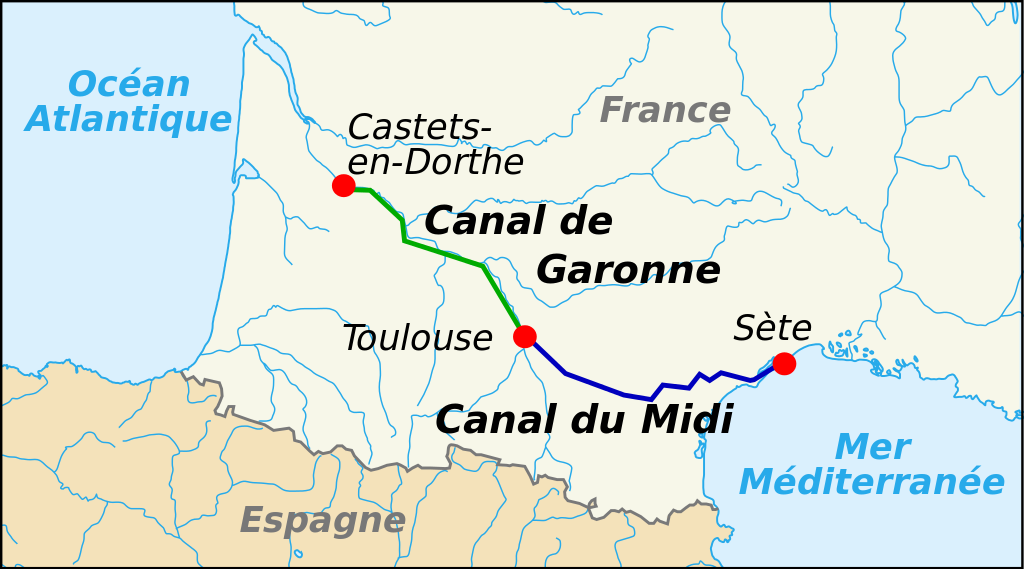 Océan
Atlantique
France
Castets-
en-Dorthe
Canal de
Garonne
Toulouse
Sète
Canal du Midi
Mer
Méditerranée
Espagne